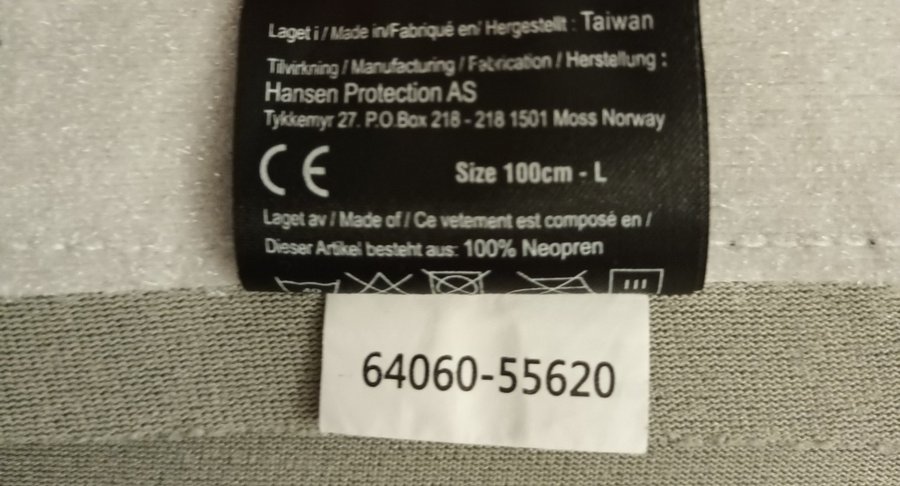 Laget i / Made in/Fabriqué en/ Hergestellt : Taiwan
Tilvirkning / Manufacturing / Fabrication / Herstellung :
Hansen Protection AS
Tykkemyr 27. P.O.Box 218 - 218 1501 Moss Norway
CE Size 100cm - L
Laget av / Made of / Ce vetement est composé en /
Dieser Artikel besteht aus: 100% Neopren
40
64060-55620